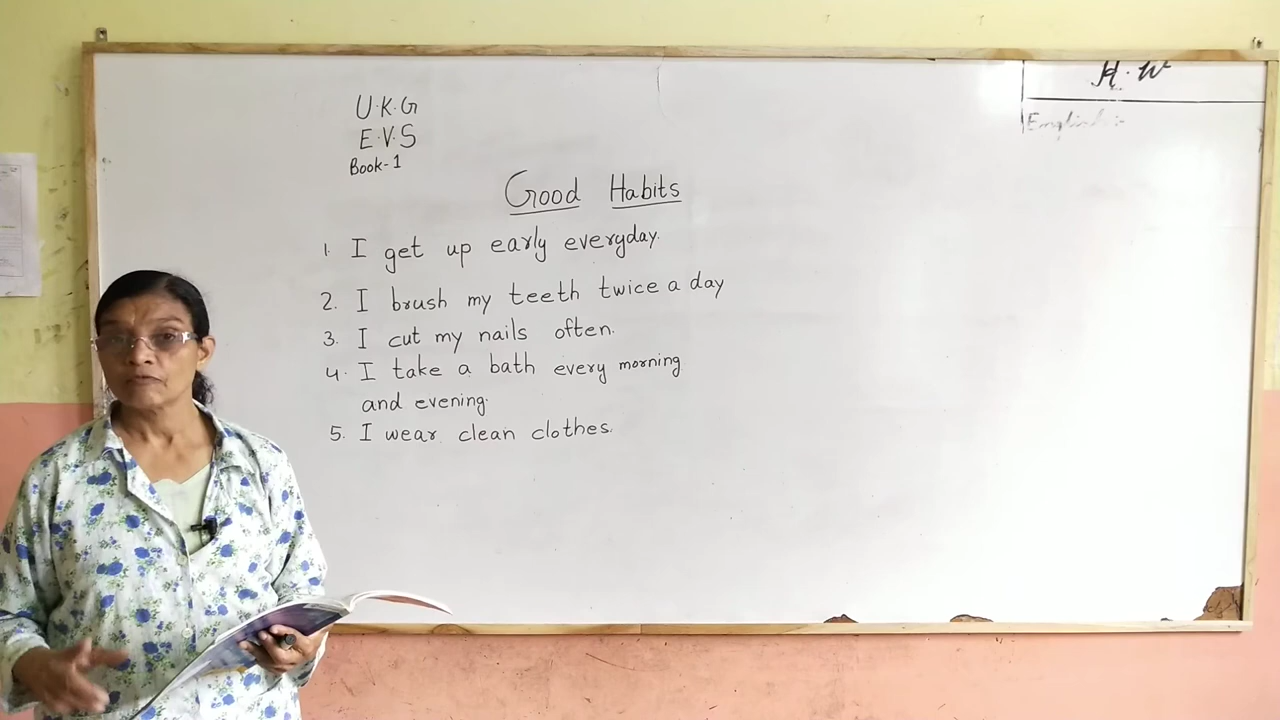 U.K.G
E.V.S
Book-1
H.W
English:-
Good Habits
1. I get up early everyday.
2. I brush my teeth twice a day
3. I cut my nails often.
4. I take a bath every morning
and evening.
5. I wear clean clothes.